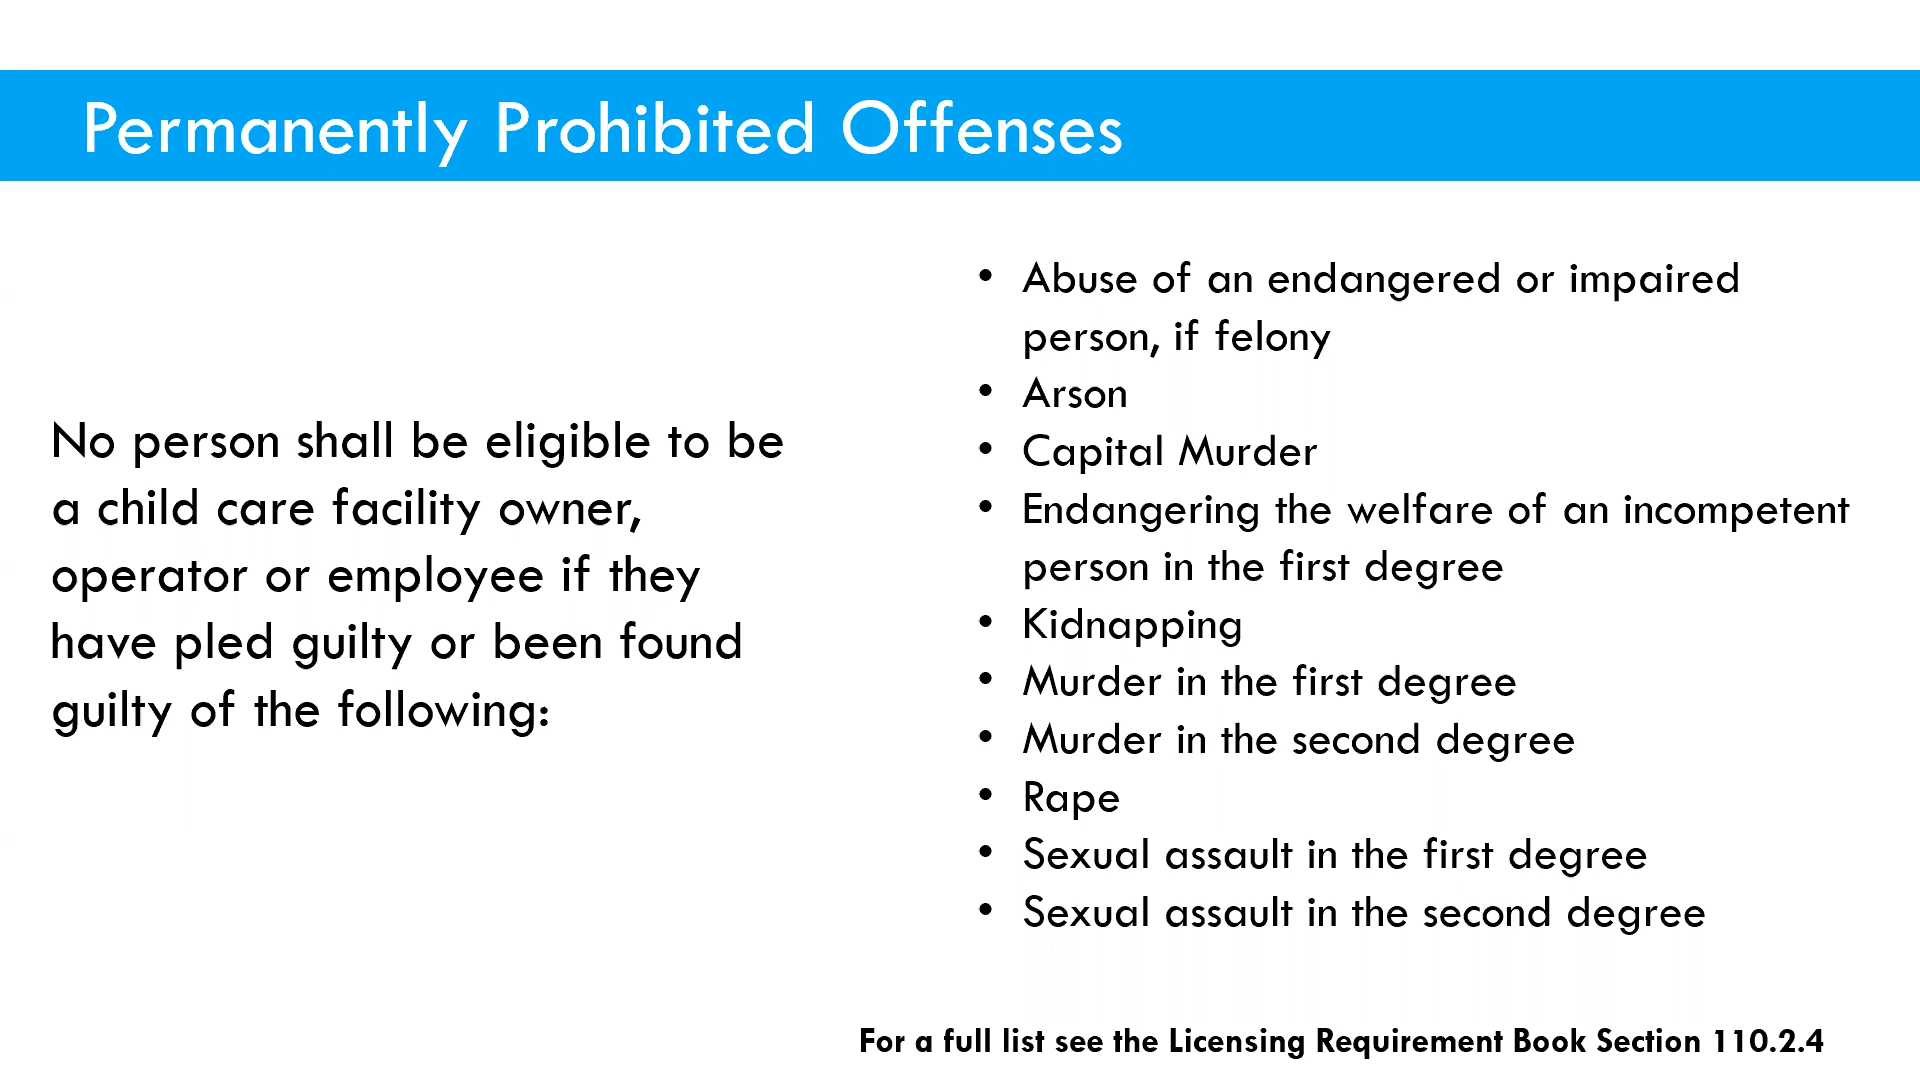 Permanently Prohibited Offenses
No person shall be eligible to be
a child care facility owner,
operator or employee if they
have pled guilty or been found
guilty of the following:
• Abuse of an endangered or impaired
person, if felony
• Arson
• Capital Murder
• Endangering the welfare of an incompetent
person in the first degree
• Kidnapping
• Murder in the first degree
• Murder in the second degree
• Rape
• Sexual assault in the first degree
• Sexual assault in the second degree
For a full list see the Licensing Requirement Book Section 110.2.4